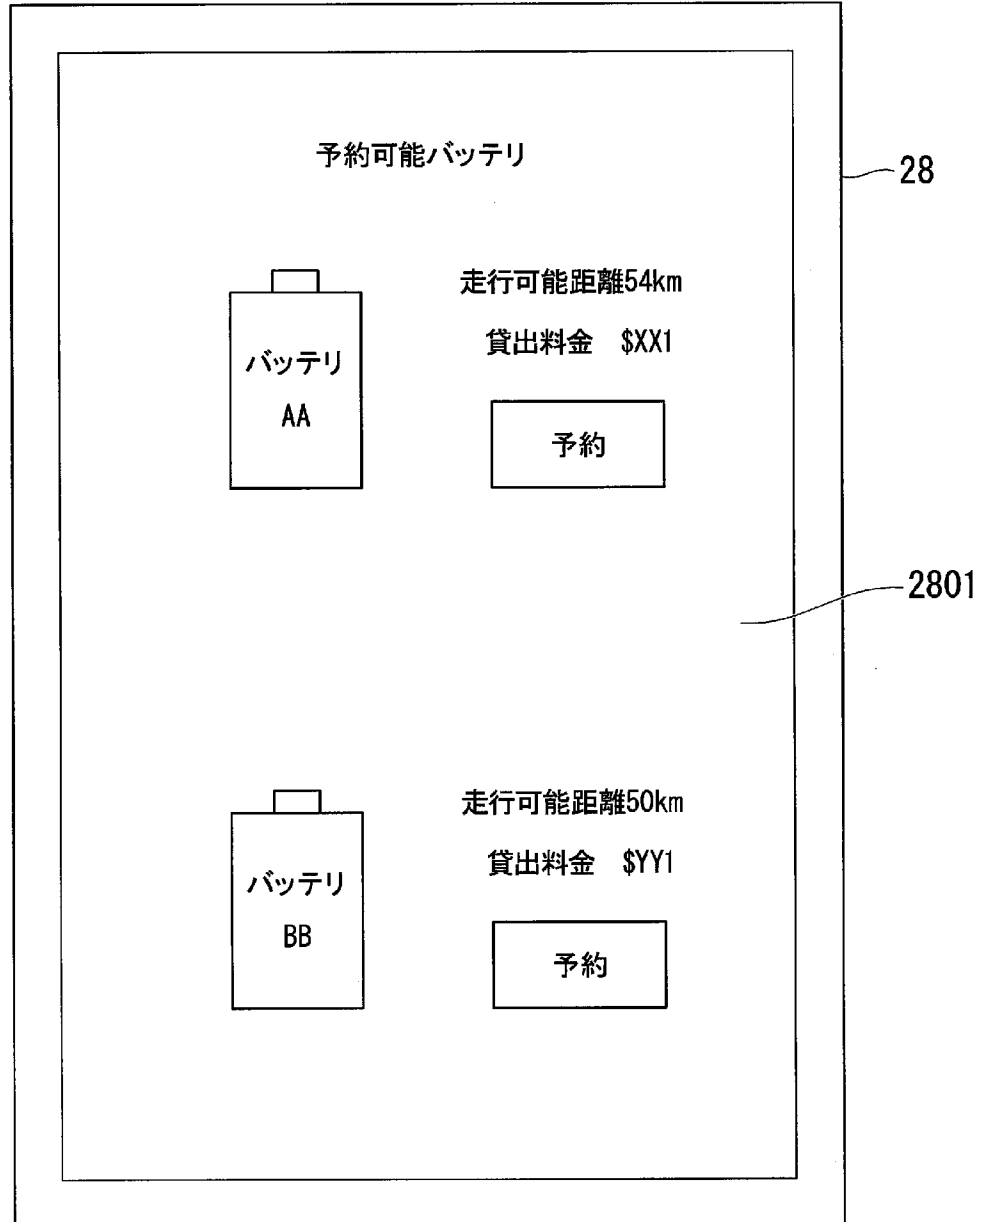 予約可能バッテリ
28
走行可能距離54km
貸出料金 $XX1
バッテリ
AA
予約
2801
走行可能距離50km
貸出料金 $YY1
バッテリ
BB
予約